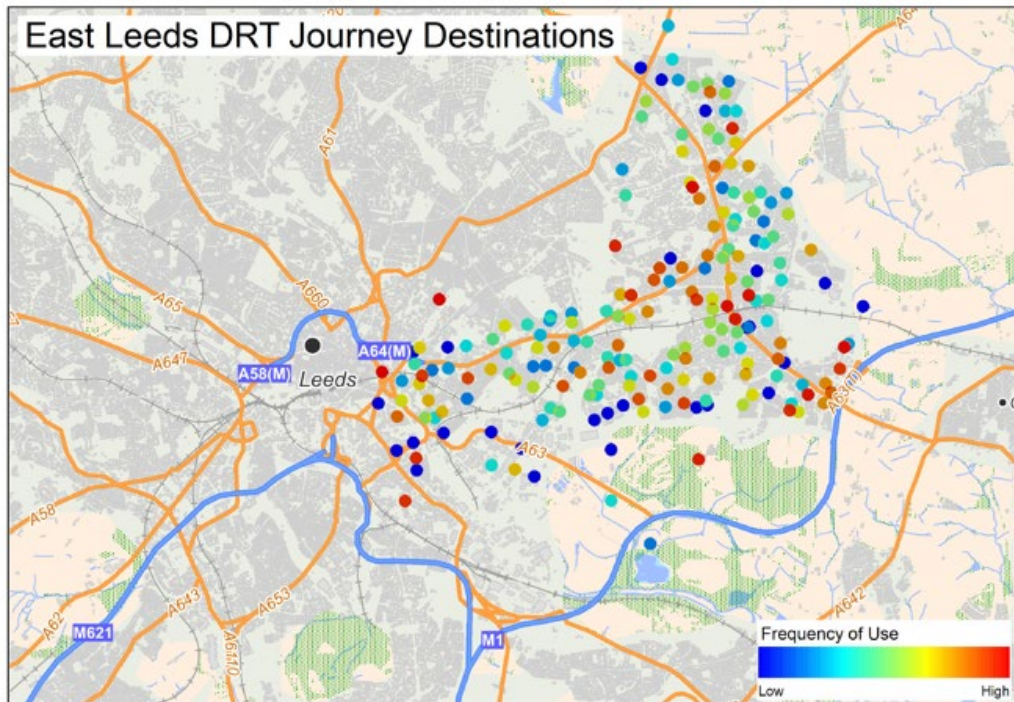 East Leeds DRT Journey Destinations
A64
A61
A660
A65
A647
A64(M)
A58(M)
Leeds
A63(T)
A63
A58
A62
A643
A653
A6110
M621
M1
A642
Frequency of Use
Low
High